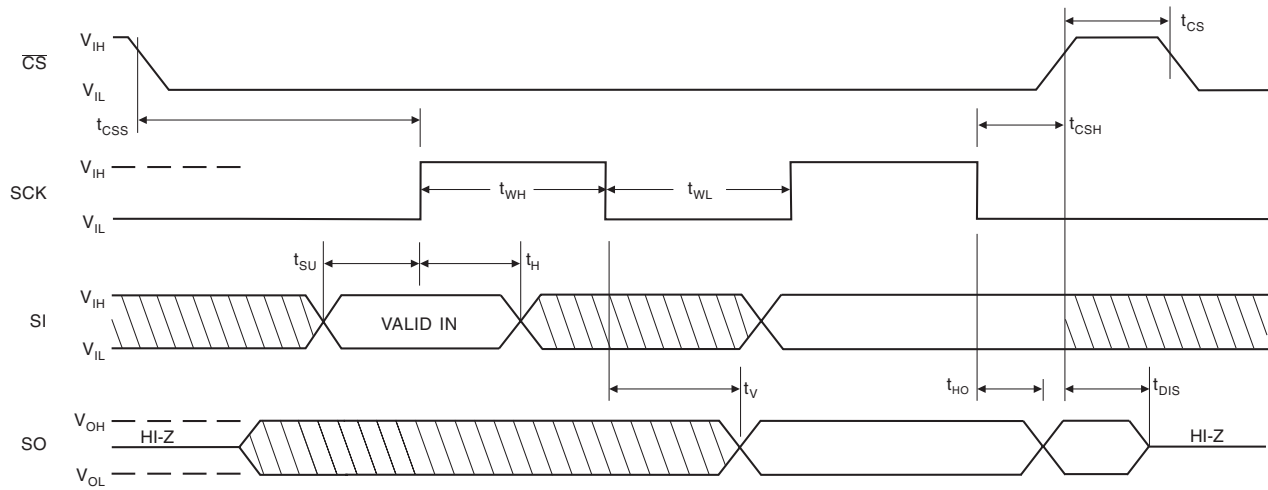 t_CS
V_IH
C̅S̅
V_IL
t_CSS
t_CSH
V_IH
SCK
t_WH
t_WL
V_IL
t_SU
t_H
V_IH
SI
VALID IN
V_IL
t_V
t_HO
t_DIS
V_OH
SO
HI-Z
HI-Z
V_OL